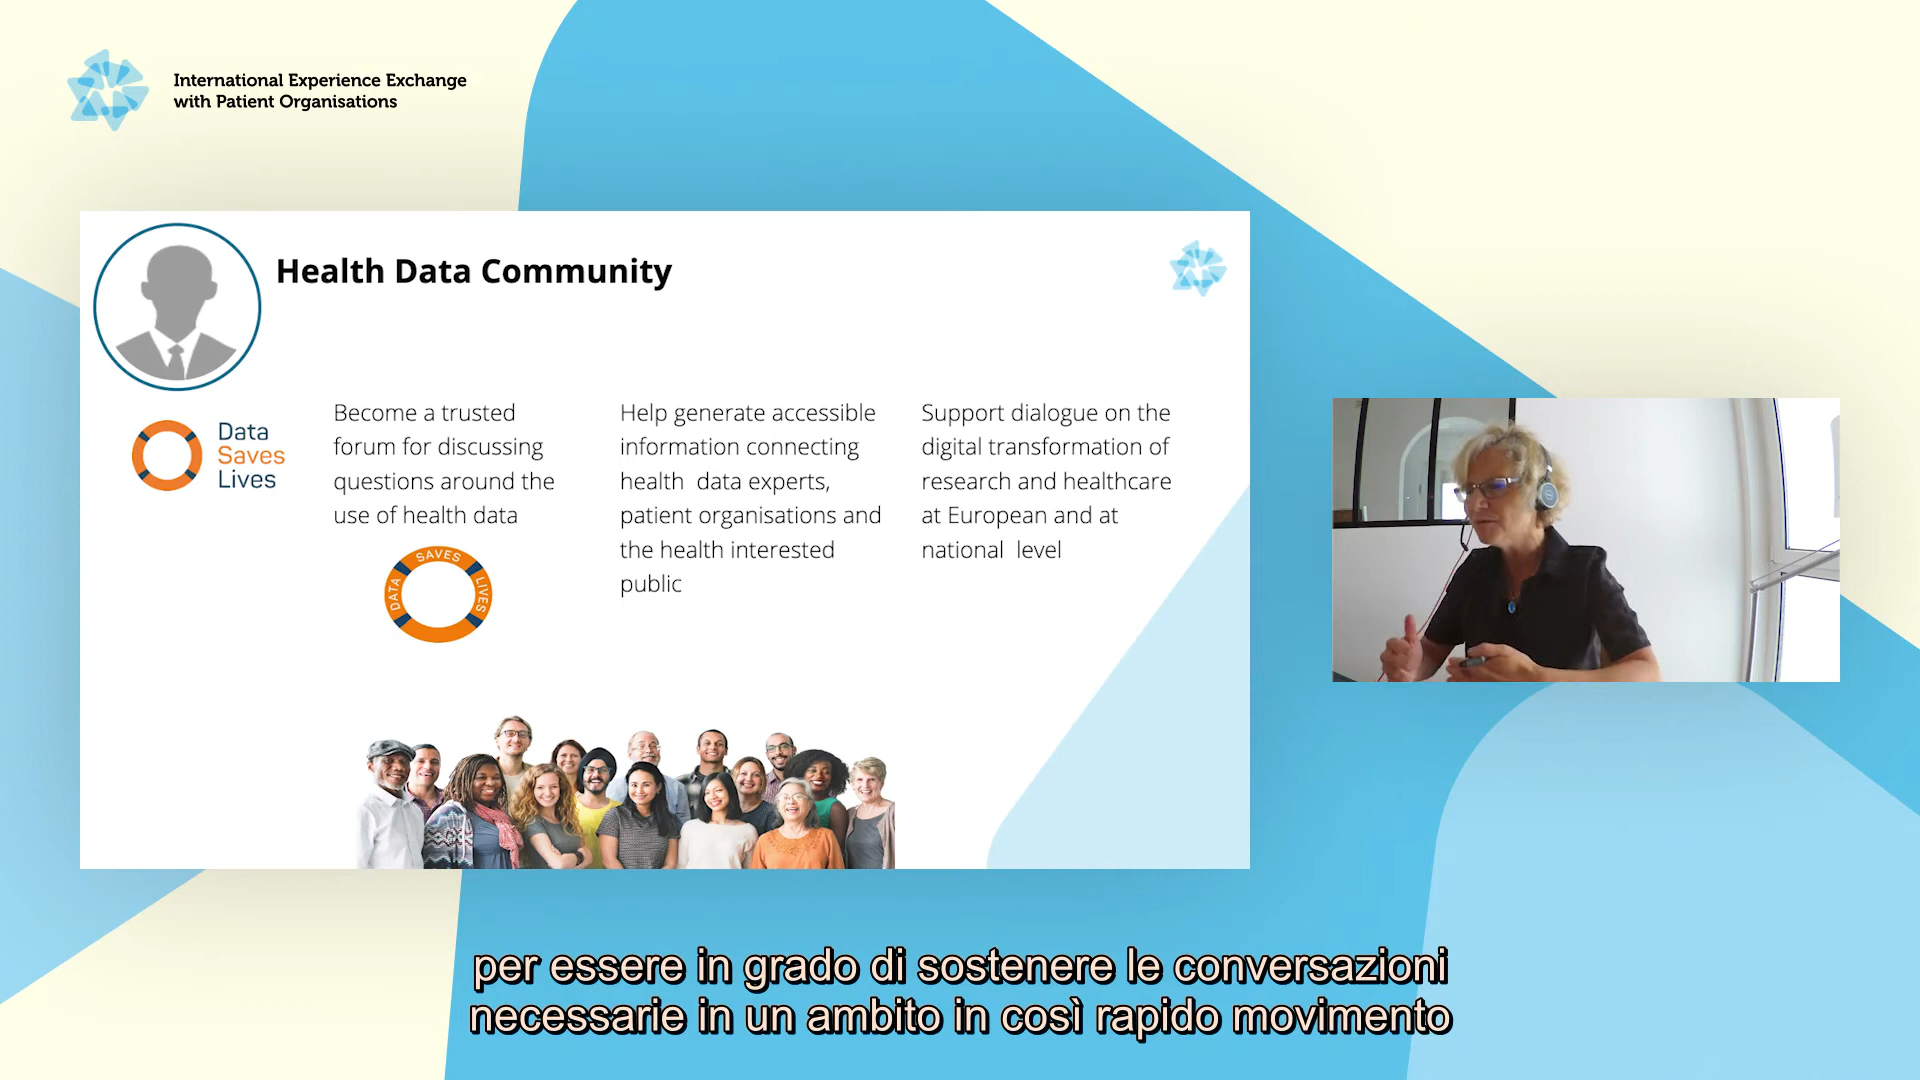 International Experience Exchange
with Patient Organisations
Health Data Community
Data
Saves
Lives
Become a trusted
forum for discussing
questions around the
use of health data
DATA SAVES LIVES
Help generate accessible
information connecting
health data experts,
patient organisations and
the health interested
public
Support dialogue on the
digital transformation of
research and healthcare
at European and at
national level
per essere in grado di sostenere le conversazioni
necessarie in un ambito in così rapido movimento